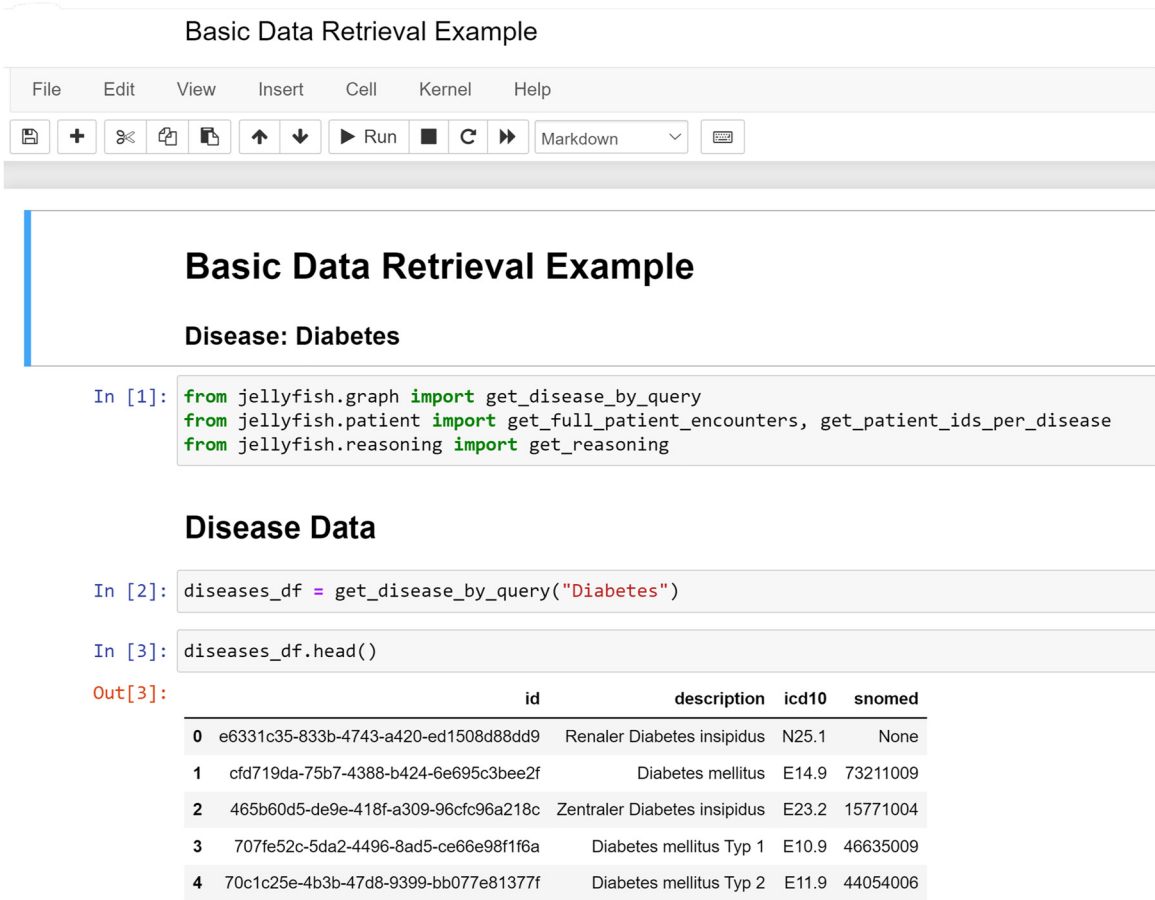 Basic Data Retrieval Example
File Edit View Insert Cell Kernel Help
Run Markdown
Basic Data Retrieval Example
Disease: Diabetes
In [1]: from jellyfish.graph import get_disease_by_query
from jellyfish.patient import get_full_patient_encounters, get_patient_ids_per_disease
from jellyfish.reasoning import get_reasoning
Disease Data
In [2]: diseases_df = get_disease_by_query("Diabetes")
In [3]: diseases_df.head()
Out[3]:
id description icd10 snomed
0 e6331c35-833b-4743-a420-ed1508d88dd9 Renaler Diabetes insipidus N25.1 None
1 cfd719da-75b7-4388-b424-6e695c3bee2f Diabetes mellitus E14.9 73211009
2 465b60d5-de9e-418f-a309-96cfc96a218c Zentraler Diabetes insipidus E23.2 15771004
3 707fe52c-5da2-4496-8ad5-ce66e98f1f6a Diabetes mellitus Typ 1 E10.9 46635009
4 70c1c25e-4b3b-47d8-9399-bb077e81377f Diabetes mellitus Typ 2 E11.9 44054006